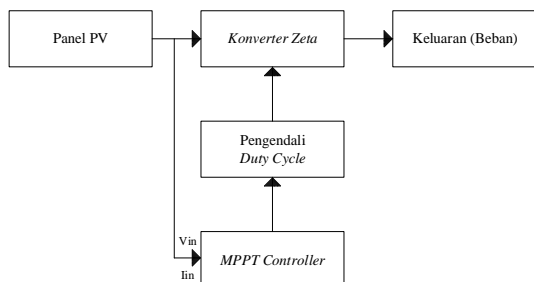 Panel PV
Konverter Zeta
Keluaran (Beban)
Pengendali
Duty Cycle
Vin
Iin
MPPT Controller